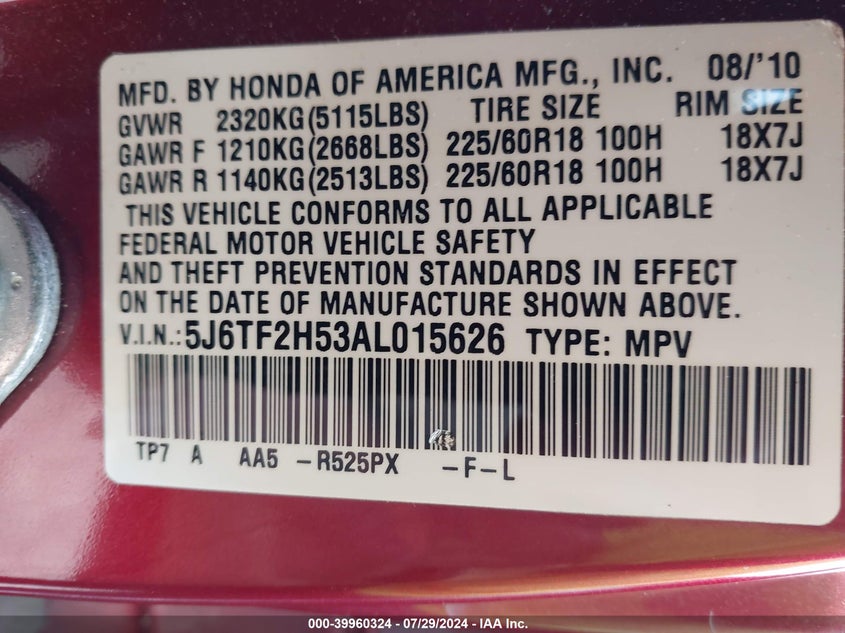 MFD. BY HONDA OF AMERICA MFG., INC. 08/'10
GVWR 2320KG(5115LBS) TIRE SIZE RIM SIZE
GAWR F 1210KG(2668LBS) 225/60R18 100H 18X7J
GAWR R 1140KG(2513LBS) 225/60R18 100H 18X7J
THIS VEHICLE CONFORMS TO ALL APPLICABLE
FEDERAL MOTOR VEHICLE SAFETY
AND THEFT PREVENTION STANDARDS IN EFFECT
ON THE DATE OF MANUFACTURE SHOWN ABOVE.
V.I.N.:5J6TF2H53AL015626 TYPE: MPV
TP7 A AA5 -R525PX -F-L
000-39960324 - 07/29/2024 - IAA Inc.